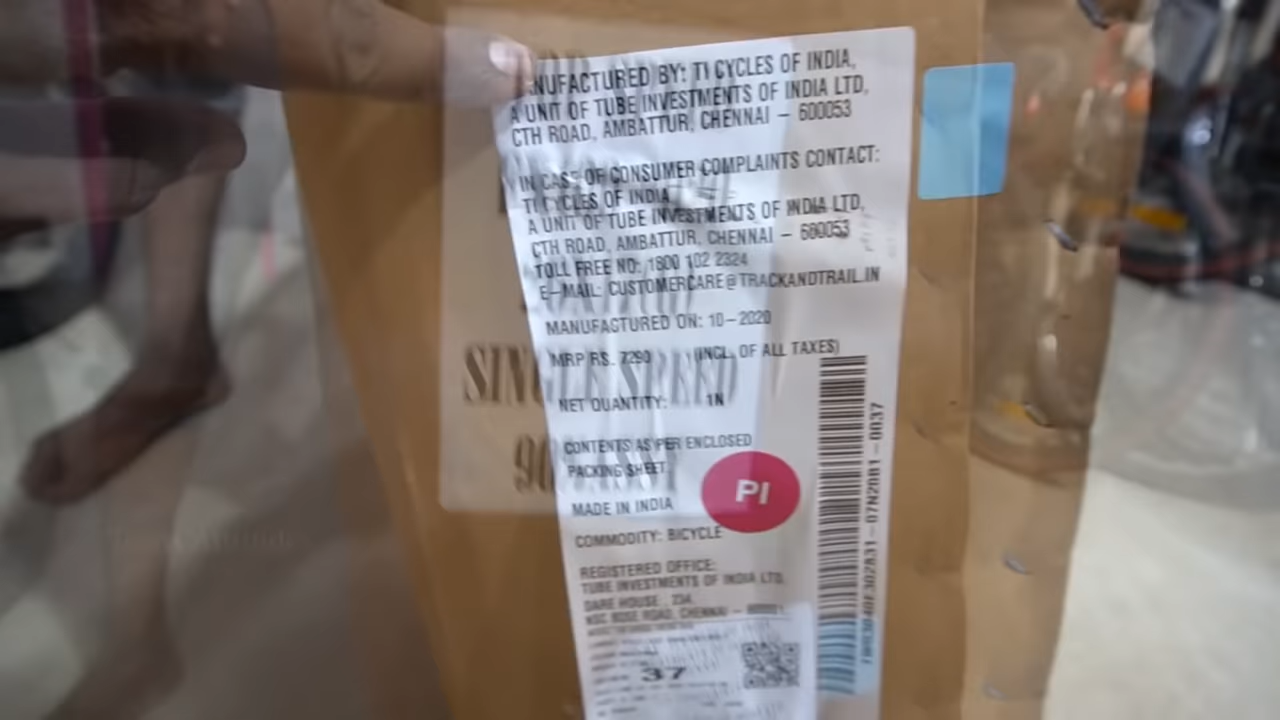 NUFACTURED BY: TI CYCLES OF INDIA,
A UNIT OF TUBE INVESTMENTS OF INDIA LTD,
CTH ROAD, AMBATTUR, CHENNAI – 600053
IN CASE OF CONSUMER COMPLAINTS CONTACT:
TI CYCLES OF INDIA
A UNIT OF TUBE INVESTMENTS OF INDIA LTD,
CTH ROAD, AMBATTUR, CHENNAI – 600053
TOLL FREE NO: 1800 102 2324
E-MAIL: CUSTOMERCARE@TRACKANDTRAIL.IN
MANUFACTURED ON: 10-2020
MRP RS. 7290 (INCL. OF ALL TAXES)
SINGLE SPEED
NET QUANTITY: 1N
CONTENTS AS PER ENCLOSED
PACKING SHEET
PI
MADE IN INDIA
COMMODITY: BICYCLE
REGISTERED OFFICE:
TUBE INVESTMENTS OF INDIA LTD.
DARE HOUSE, 234,
NSC BOSE ROAD, CHENNAI –
37